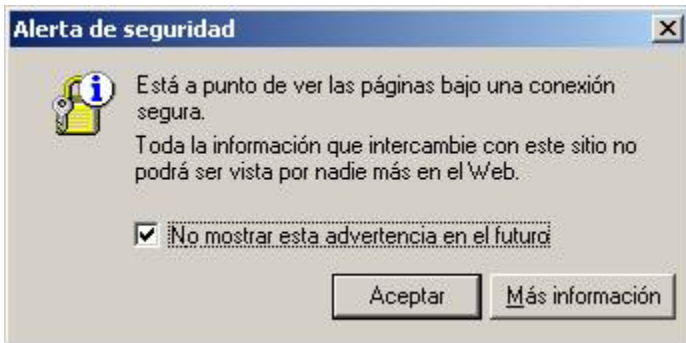 Alerta de seguridad
Está a punto de ver las páginas bajo una conexión
segura.
Toda la información que intercambie con este sitio no
podrá ser vista por nadie más en el Web.
No mostrar esta advertencia en el futuro
Aceptar
Más información